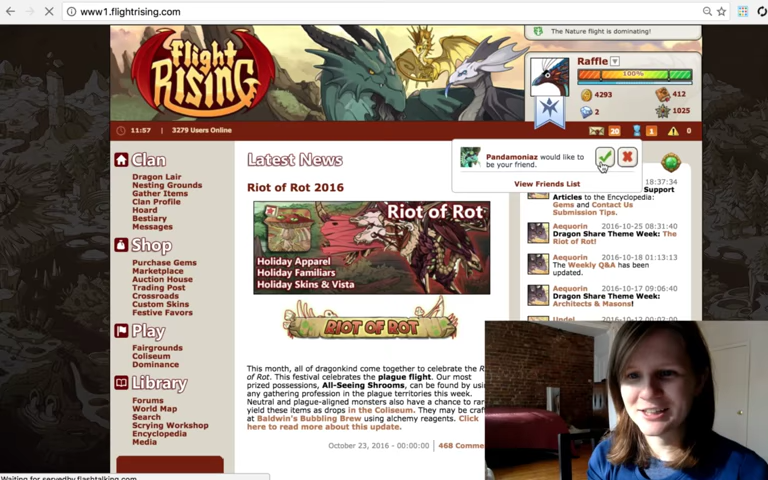 www1.flightrising.com
The Nature flight is dominating!
Flight
RISING
Raffle
100%
4293
412
2
1025
11:57 | 3279 Users Online
20
1
0
Pandamoniaz would like to
be your friend.
View Friends List
Clan
Dragon Lair
Nesting Grounds
Gather Items
Clan Profile
Hoard
Bestiary
Messages
Shop
Purchase Gems
Marketplace
Auction House
Trading Post
Crossroads
Custom Skins
Festive Favors
Play
Fairgrounds
Coliseum
Dominance
Library
Forums
World Map
Search
Scrying Workshop
Encyclopedia
Media
Latest News
Riot of Rot 2016
Riot of Rot
Holiday Apparel
Holiday Familiars
Holiday Skins & Vista
RIOT OF ROT
This month, all of dragonkind come together to celebrate the
of Rot. This festival celebrates the plague flight. Our most
prized possessions, All-Seeing Shrooms, can be found by
any gathering profession in the plague territories this week.
Neutral and plague-aligned monsters also have a chance to
yield these items as drops in the Coliseum. They may be
at Baldwin's Bubbling Brew using alchemy reagents. Click
here to read more about this update.
October 23, 2016 - 00:00:00 | 468
18:37:34
Support
Articles to the Encyclopedia:
Gems and Contact Us
Submission Tips.
Aequorin 2016-10-25 08:31:40
Dragon Share Theme Week: The
Riot of Rot!
Aequorin 2016-10-18 01:13:13
The Weekly Q&A has been
updated.
Aequorin 2016-10-17 09:06:40
Dragon Share Theme Week:
Architects & Masons!
Undel 2016-10-12
Waiting for servedby.flashtalking.com